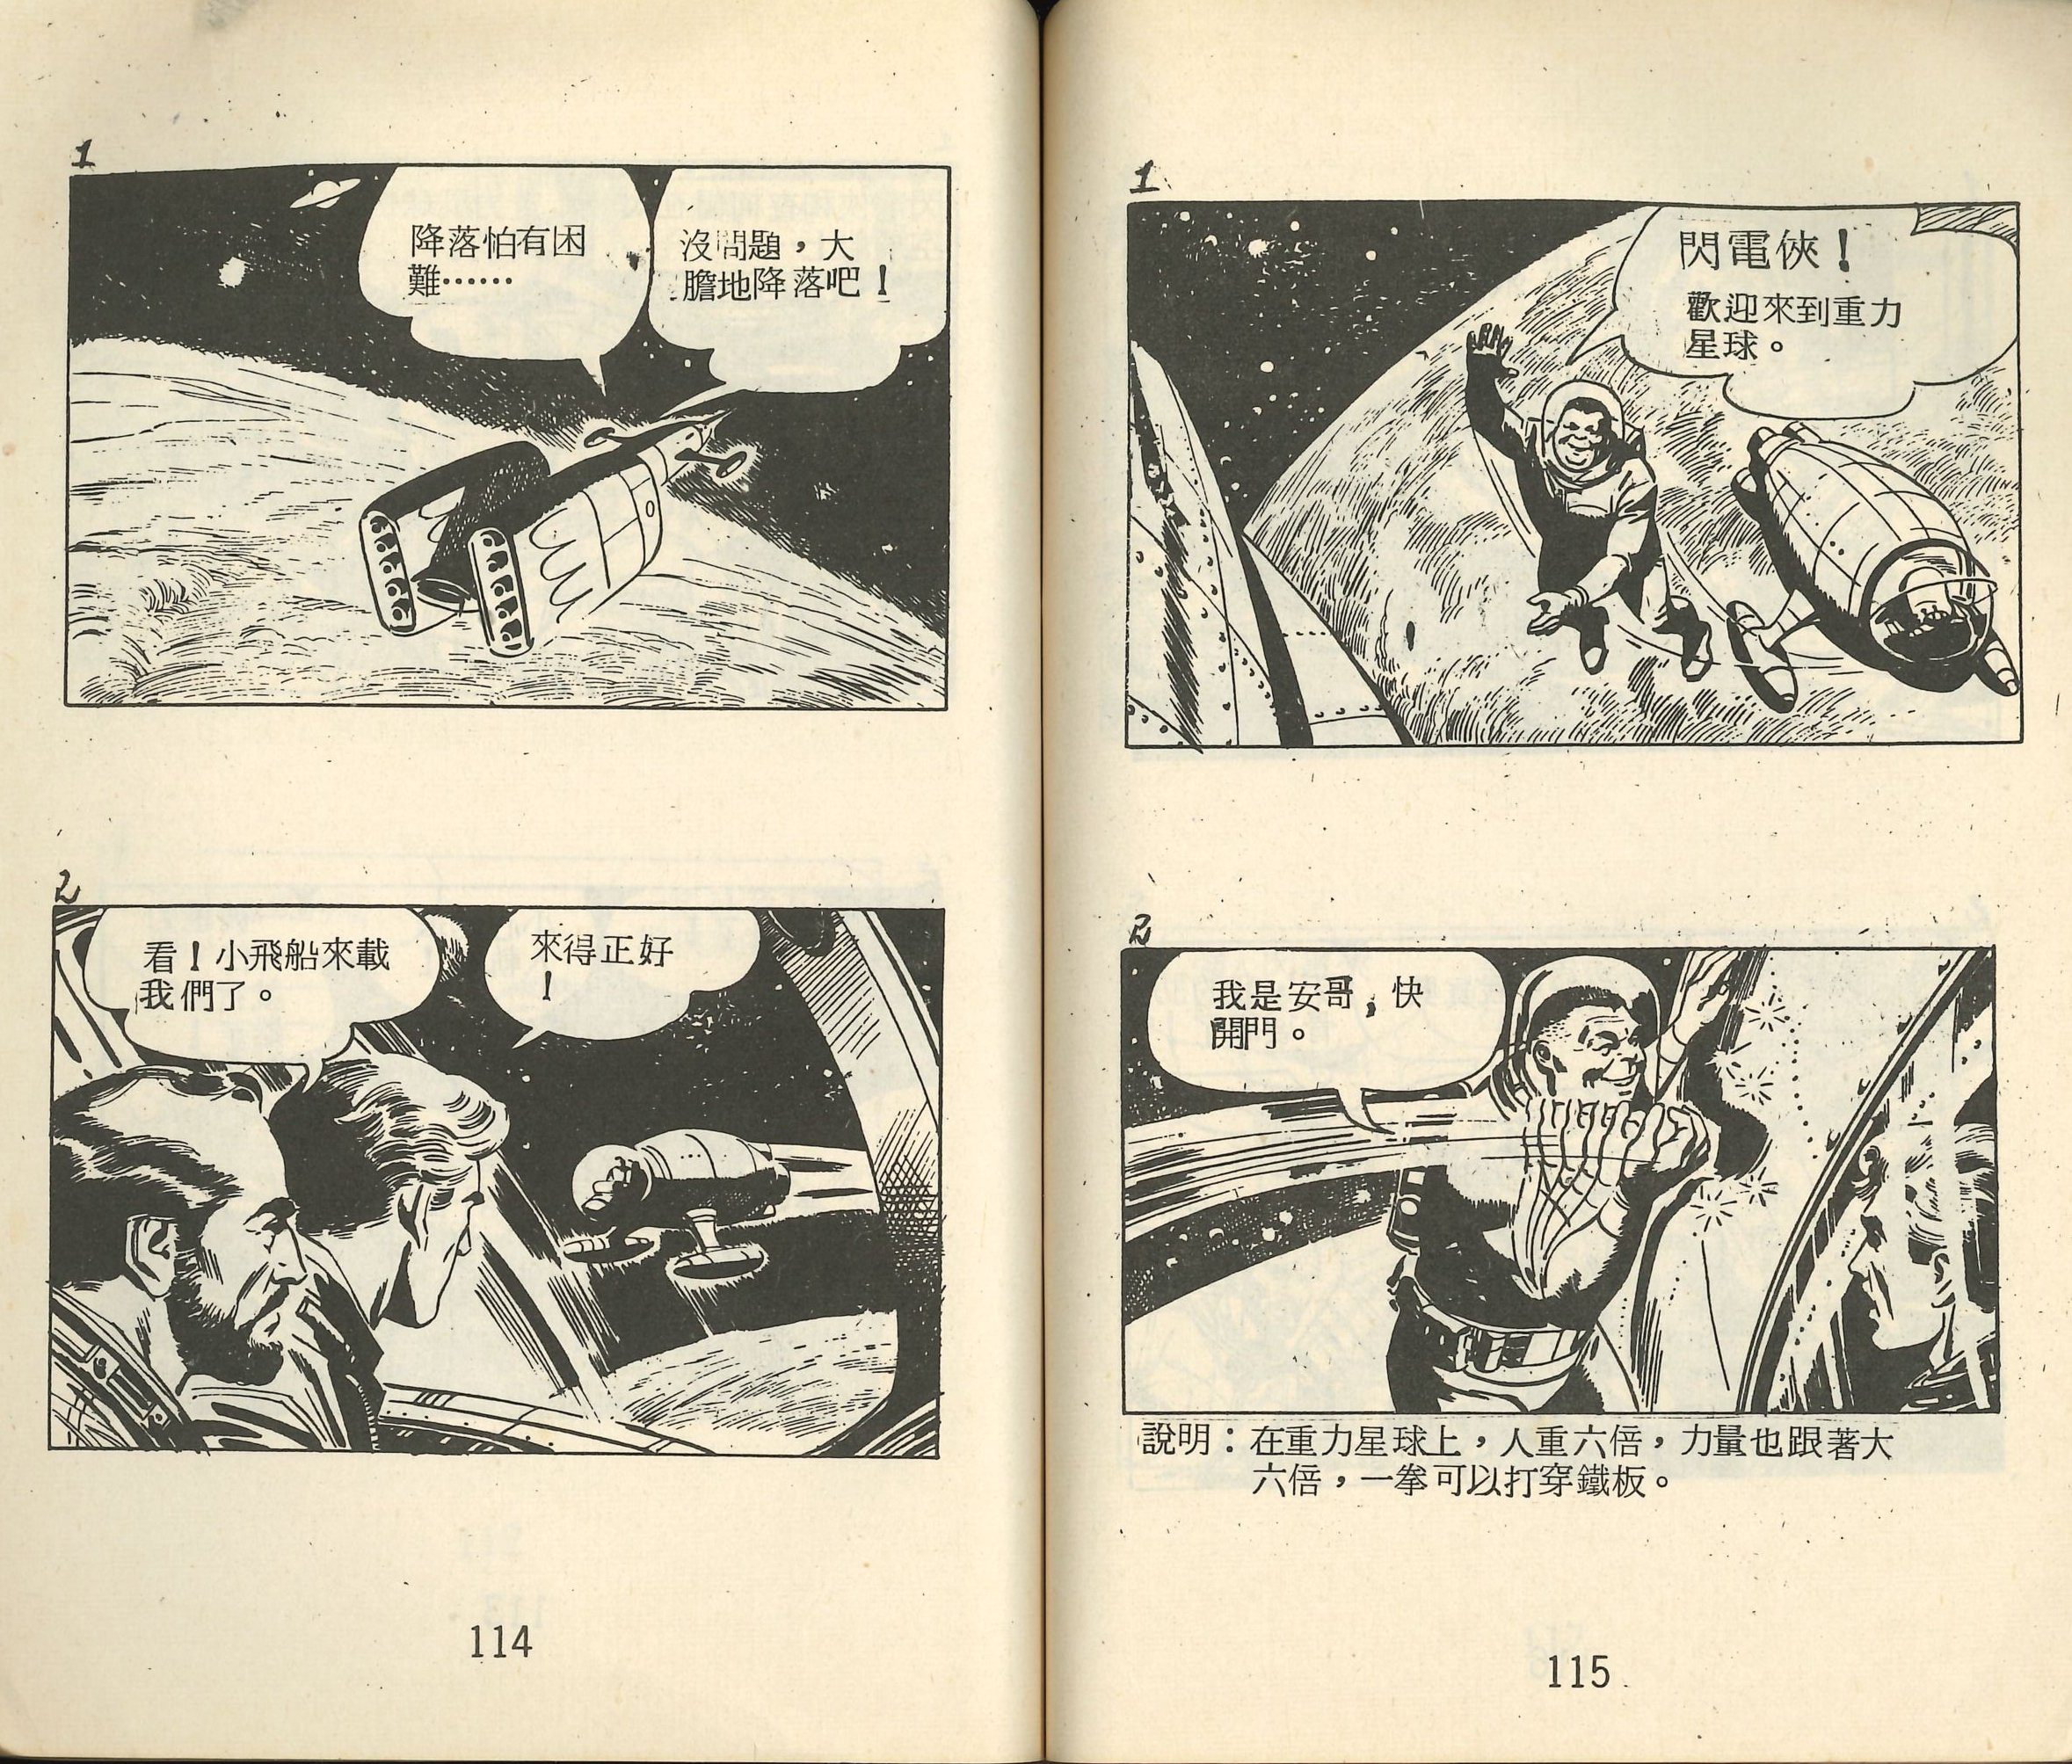 1
降落怕有困
難……
沒問題，大
膽地降落吧！
2
看！小飛船來載
我們了。
來得正好
！
114
1
閃電俠！
歡迎來到重力
星球。
2
我是安哥，快
開門。
說明：在重力星球上，人重六倍，力量也跟著大
六倍，一拳可以打穿鐵板。
115